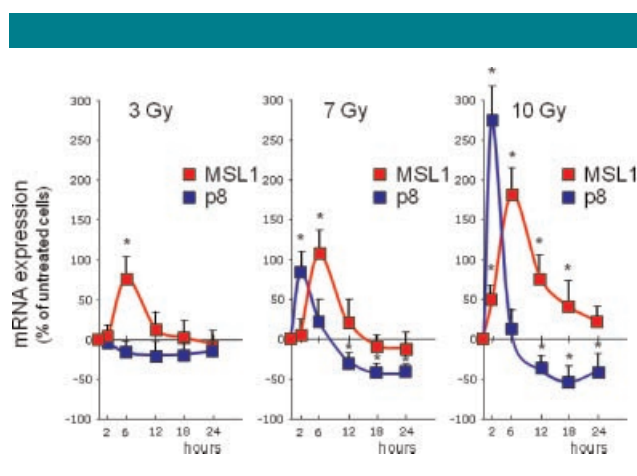 mRNA expression
(% of untreated cells)
3 Gy
300
250
200
150
100
50
0
-50
-100
*
MSL1
p8
2 6 12 18 24
hours
7 Gy
300
250
200
150
100
50
0
-50
-100
* *
MSL1
p8
* * *
2 6 12 18 24
hours
10 Gy
300
250
200
150
100
50
0
-50
-100
*
*
* * *
MSL1
p8
* * *
2 6 12 18 24
hours